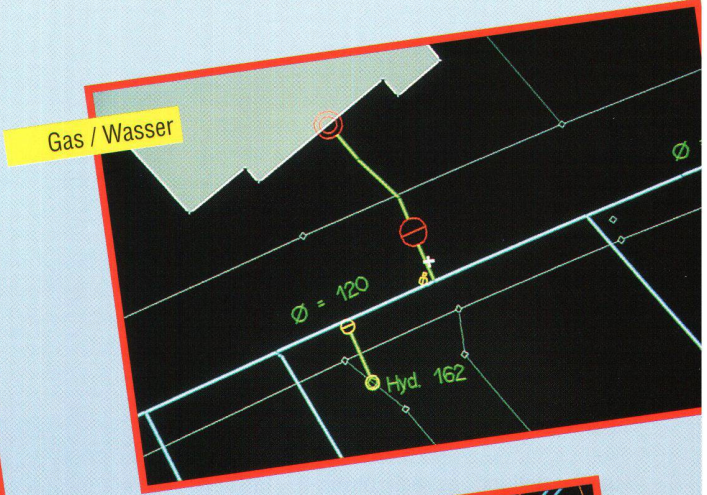 Gas / Wasser
Ø
Ø = 120
Hyd. 162